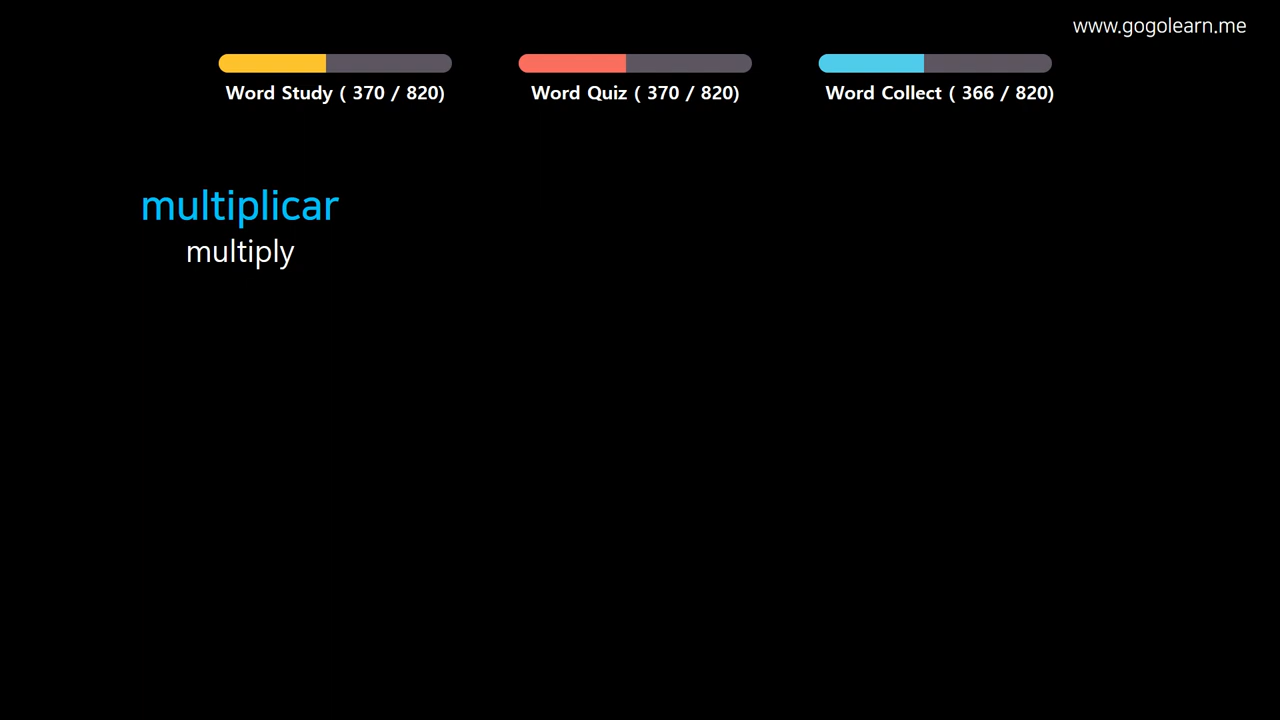 www.gogolearn.me
Word Study ( 370 / 820)
Word Quiz ( 370 / 820)
Word Collect ( 366 / 820)
multiplicar
multiply